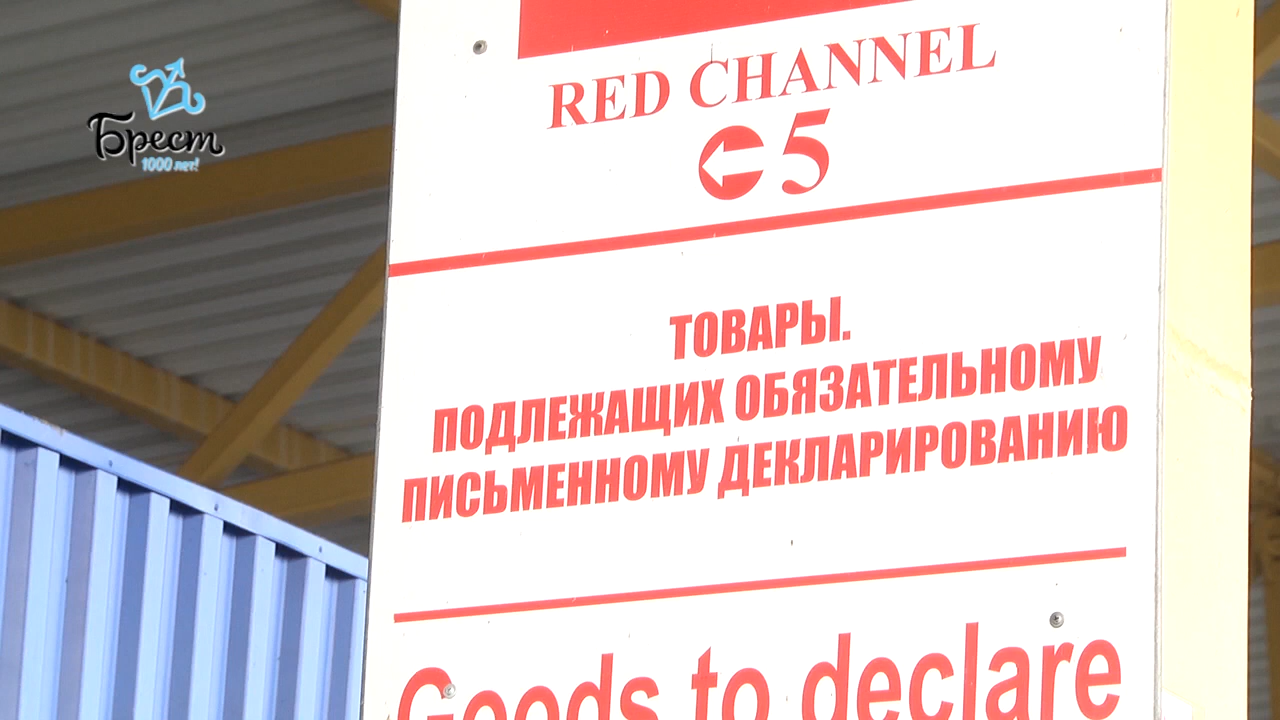 Брест
1000 лет!
RED CHANNEL
5
ТОВАРЫ.
ПОДЛЕЖАЩИХ ОБЯЗАТЕЛЬНОМУ
ПИСЬМЕННОМУ ДЕКЛАРИРОВАНИЮ
Goods to declare